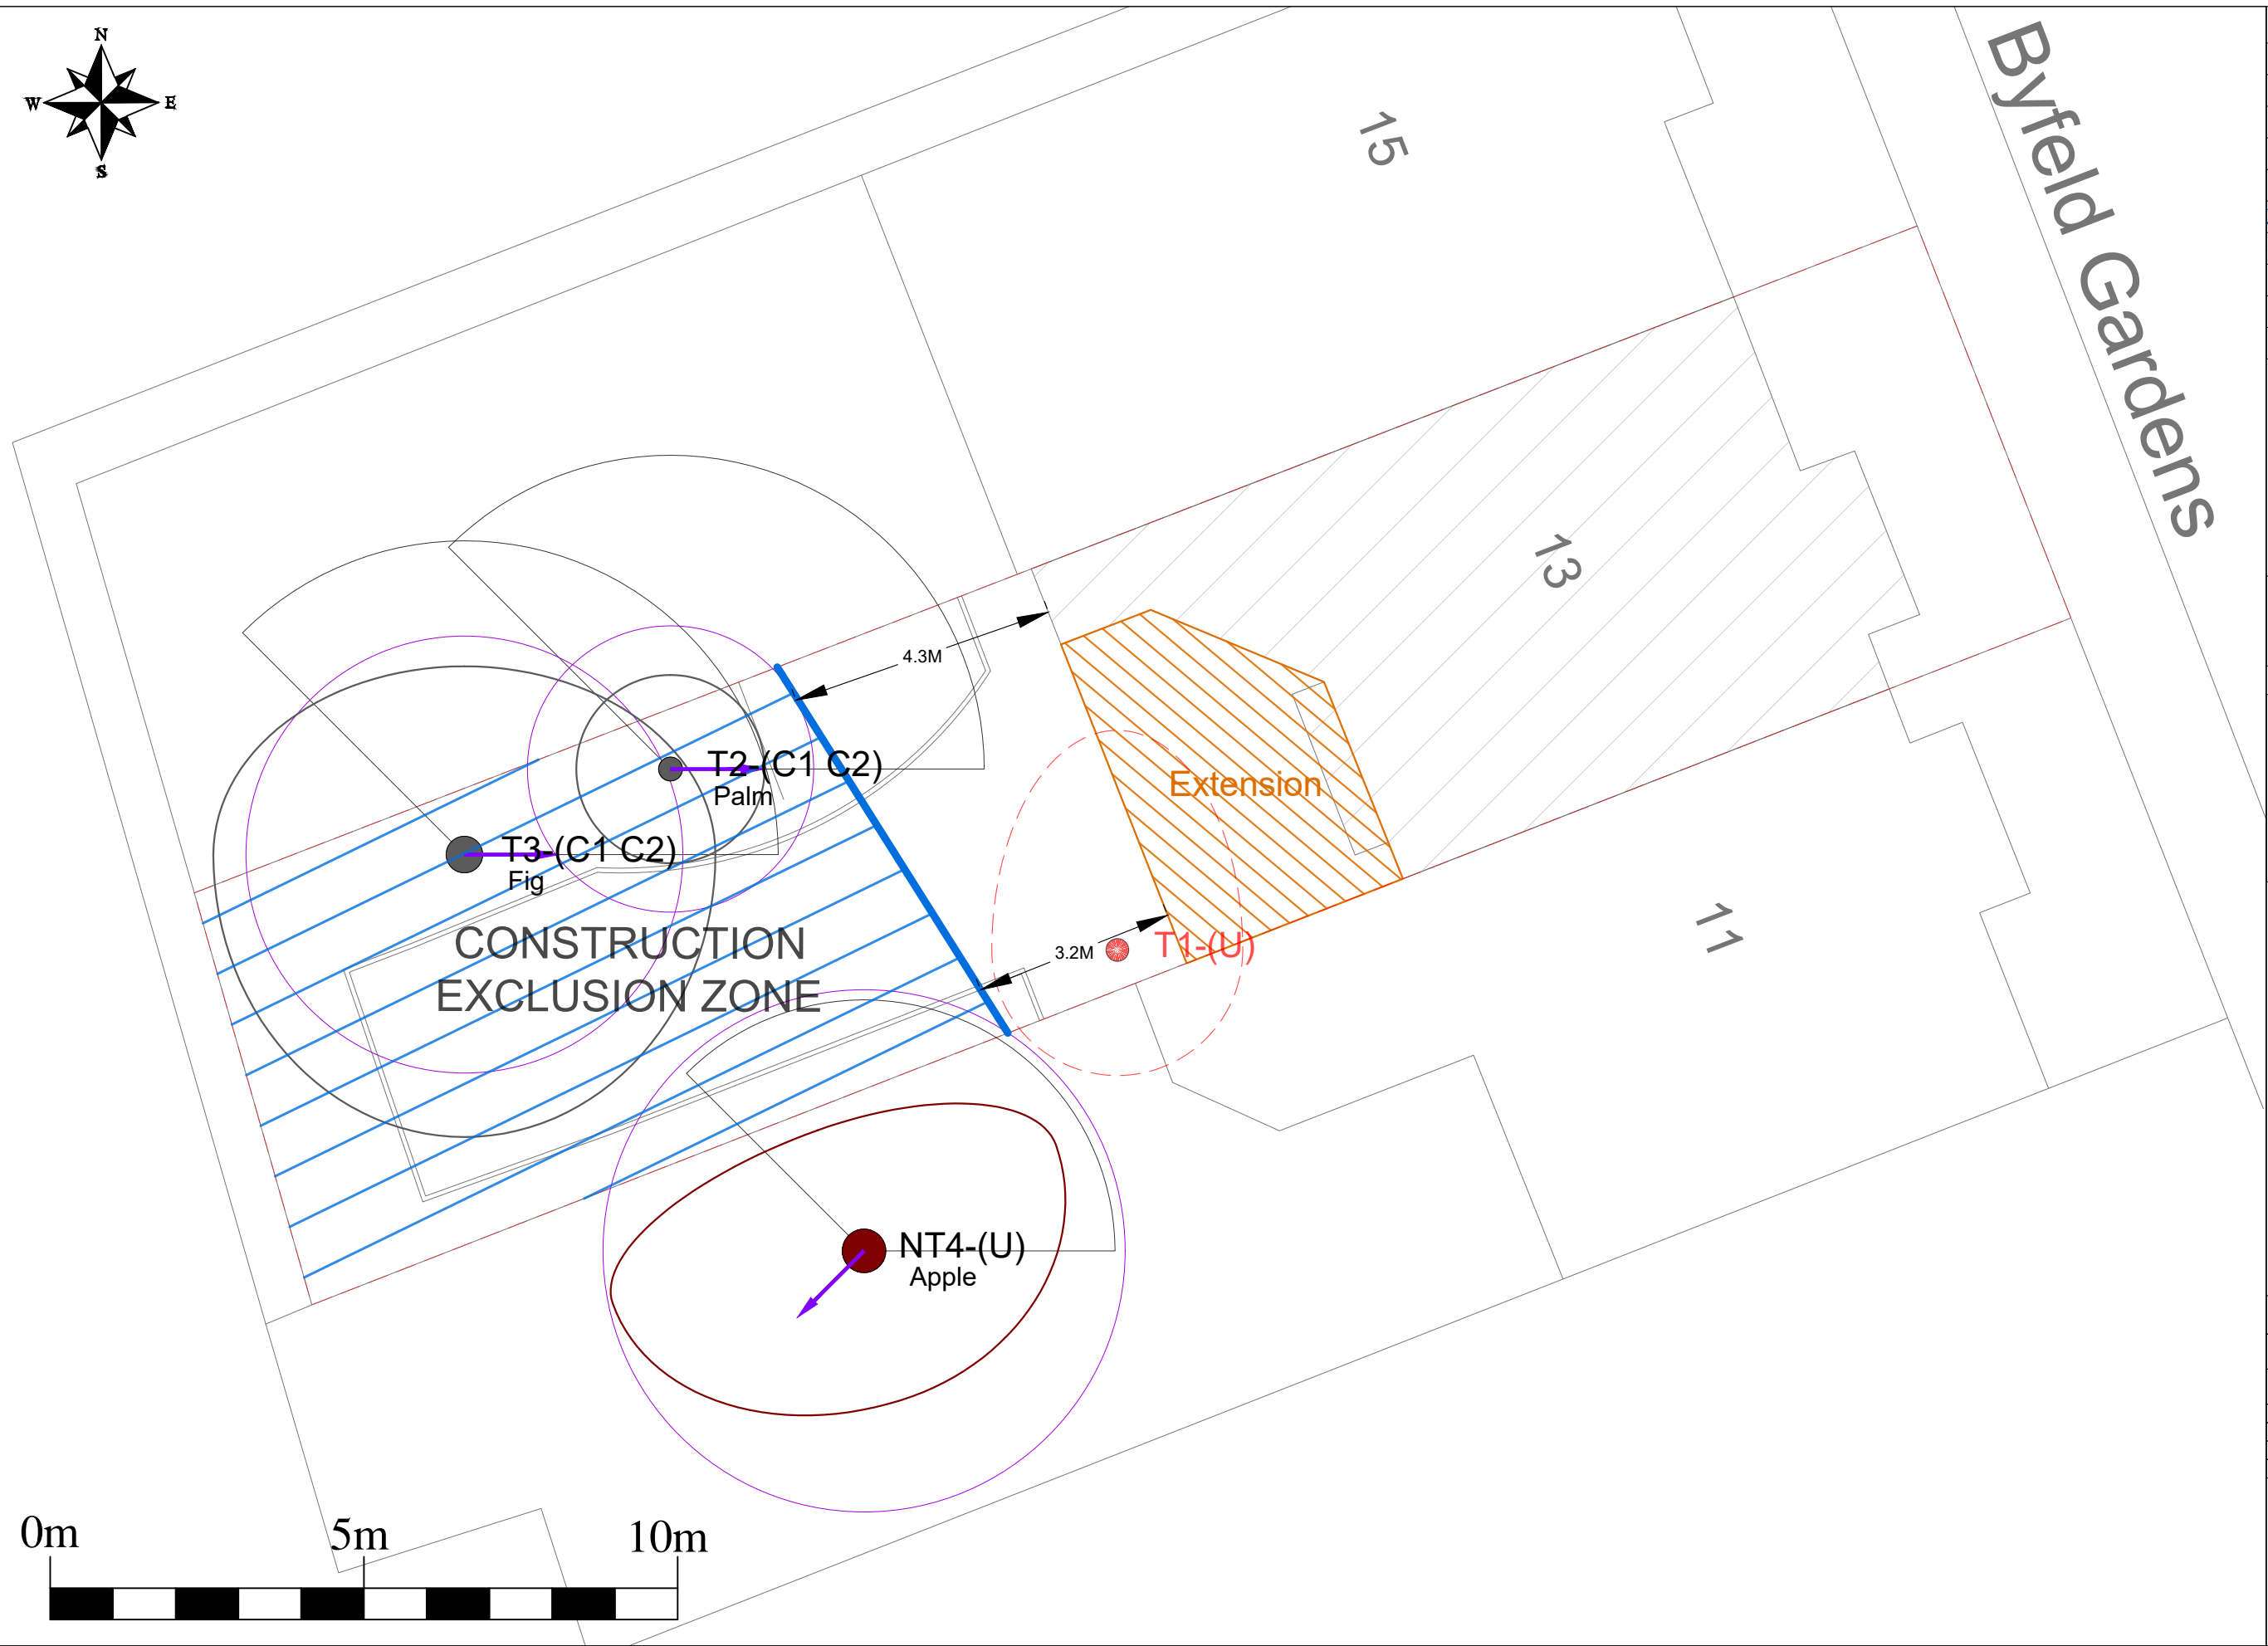 N
W E
S
15
Byfeld Gardens
13
4.3M
T2-(C1 C2)
Palm
Extension
T3-(C1 C2)
Fig
11
CONSTRUCTION
EXCLUSION ZONE
3.2M
T1-(U)
NT4-(U)
Apple
0m 5m 10m